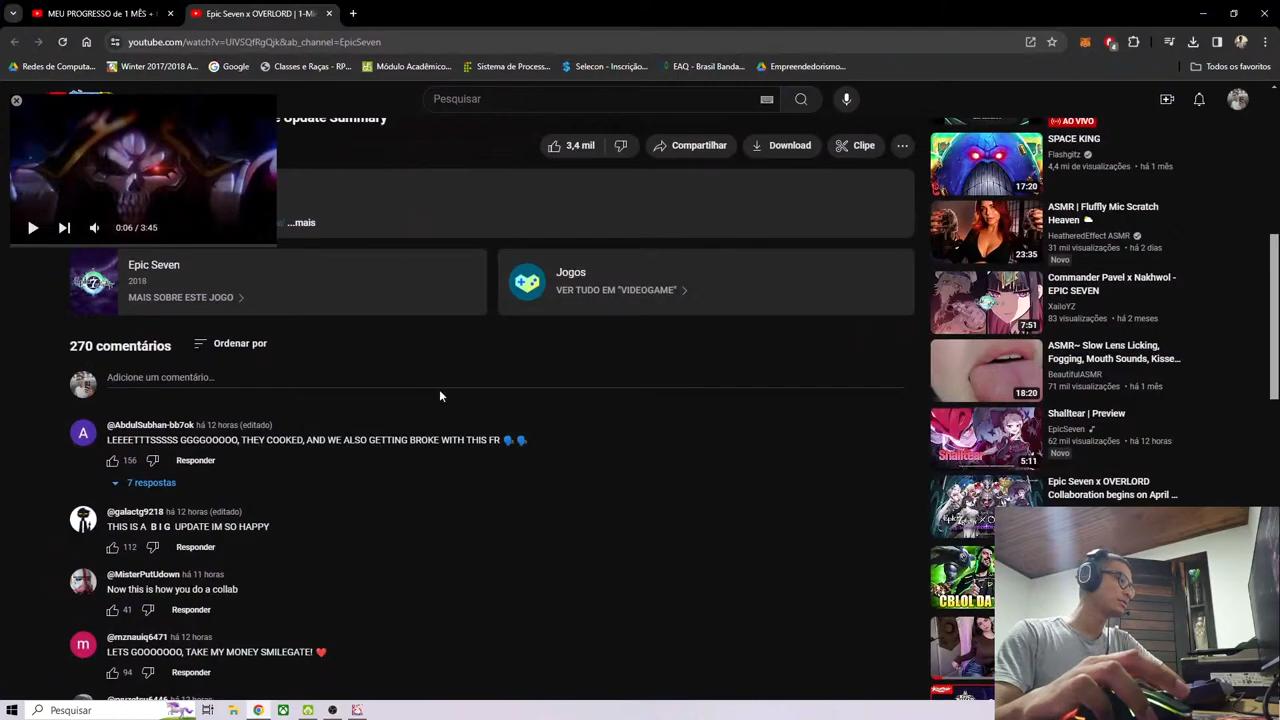 MEU PROGRESSO de 1 MÊS +
Epic Seven x OVERLORD | 1-Mi
youtube.com/watch?v=UlVSQfRgQjk&ab_channel=EpicSeven
Redes de Computa...
Winter 2017/2018 A...
Google
Classes e Raças - RP...
Módulo Acadêmico...
Sistema de Proces...
Selecon - Inscrição...
EAQ - Brasil Banda...
Empreendedorismo...
Todos os favoritos
Pesquisar
Update Summary
3,4 mil
Compartilhar
Download
Clipe
...mais
0:06 / 3:45
Epic Seven
2018
MAIS SOBRE ESTE JOGO
Jogos
VER TUDO EM "VIDEOGAME"
270 comentários
Ordenar por
Adicione um comentário...
@AbdulSubhan-bb7ok há 12 horas (editado)
LEEEETTTSSSSS GGGGOOOOO, THEY COOKED, AND WE ALSO GETTING BROKE WITH THIS FR
156
Responder
7 respostas
@galactg9218 há 12 horas (editado)
THIS IS A B I G UPDATE IM SO HAPPY
112
Responder
@MisterPutUdown há 11 horas
Now this is how you do a collab
41
Responder
@mznauiq6471 há 12 horas
LETS GOOOOOOO, TAKE MY MONEY SMILEGATE!
94
Responder
AO VIVO
SPACE KING
Flashgitz
4,4 mi de visualizações • há 1 mês
17:20
ASMR | Fluffly Mic Scratch
Heaven
HeatheredEffect ASMR
31 mil visualizações • há 2 dias
Novo
23:35
Commander Pavel x Nakhwol -
EPIC SEVEN
XailoYZ
83 visualizações • há 2 meses
7:51
ASMR~ Slow Lens Licking,
Fogging, Mouth Sounds, Kisse...
BeautifulASMR
71 mil visualizações • há 1 mês
18:20
Shalltear | Preview
EpicSeven
62 mil visualizações • há 12 horas
Novo
Shalltear
5:11
Epic Seven x OVERLORD
Collaboration begins on April ...
CBLOL DA
Pesquisar